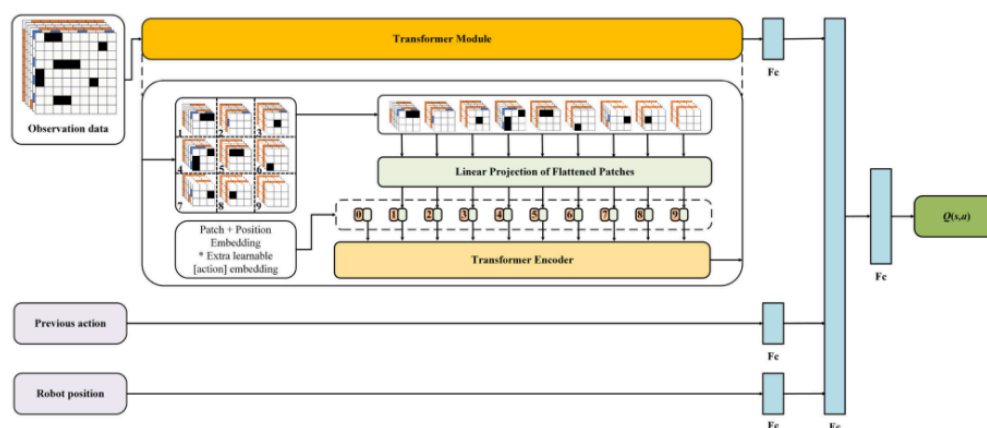 Transformer Module
Fc
Observation data
1 2 3
4 5 6
7 8 9
Linear Projection of Flattened Patches
0 1 2 3 4 5 6 7 8 9
Patch + Position
Embedding
* Extra learnable
[action] embedding
Transformer Encoder
Q(s,a)
Fc
Previous action
Fc
Robot position
Fc
Fc